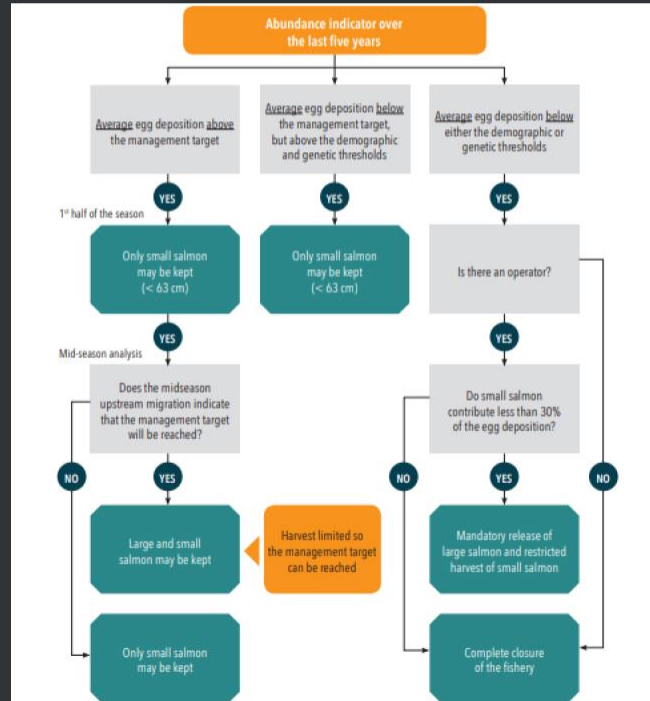 Abundance indicator over
the last five years
Average egg deposition above
the management target
Average egg deposition below
the management target,
but above the demographic
and genetic thresholds
Average egg deposition below
either the demographic or
genetic thresholds
YES
YES
YES
1st half of the season
Only small salmon
may be kept
(< 63 cm)
Only small salmon
may be kept
(< 63 cm)
Is there an operator?
YES
YES
Mid-season analysis
Does the midseason
upstream migration indicate
that the management target
will be reached?
Do small salmon
contribute less than 30%
of the egg deposition?
NO
YES
NO
YES
NO
Large and small
salmon may be kept
Harvest limited so
the management target
can be reached
Mandatory release of
large salmon and restricted
harvest of small salmon
Only small salmon
may be kept
Complete closure
of the fishery